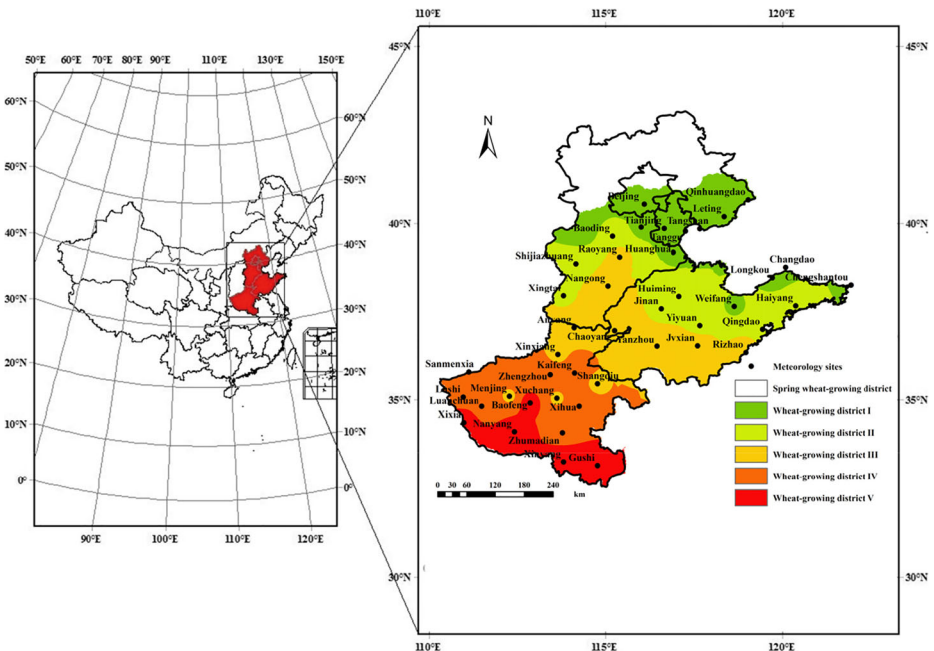 50°E 60°E 70°E 80°E 90°E 110°E 130°E 150°E
60°N
50°N
40°N
30°N
20°N
10°N
0°
60°N
50°N
40°N
30°N
20°N
10°N
0°
90°E 100°E 110°E 120°E
110°E 115°E 120°E
45°N
40°N
35°N
30°N
45°N
40°N
35°N
30°N
110°E 115°E 120°E
N
Beijing
Qinhuangdao
Leting
Tianjing
Tangshan
Tanggu
Baoding
Raoyang
Huanghua
Shijiazhuang
Nangong
Xingtai
Longkou
Changdao
Chengshantou
Huiming
Jinan
Weifang
Haiyang
Yiyuan
Qingdao
Anyang
Chaoyang
Yanzhou
Jvxian
Rizhao
Xinxiang
Sanmenxia
Kaifeng
Zhengzhou
Shangqiu
Lushi
Menjing
Xuchang
Luanchuan
Baofeng
Xihua
Xixia
Nanyang
Zhumadian
Xinyang
Gushi
0 30 60 120 180 240
km
Meteorology sites
Spring wheat-growing district
Wheat-growing district I
Wheat-growing district II
Wheat-growing district III
Wheat-growing district IV
Wheat-growing district V